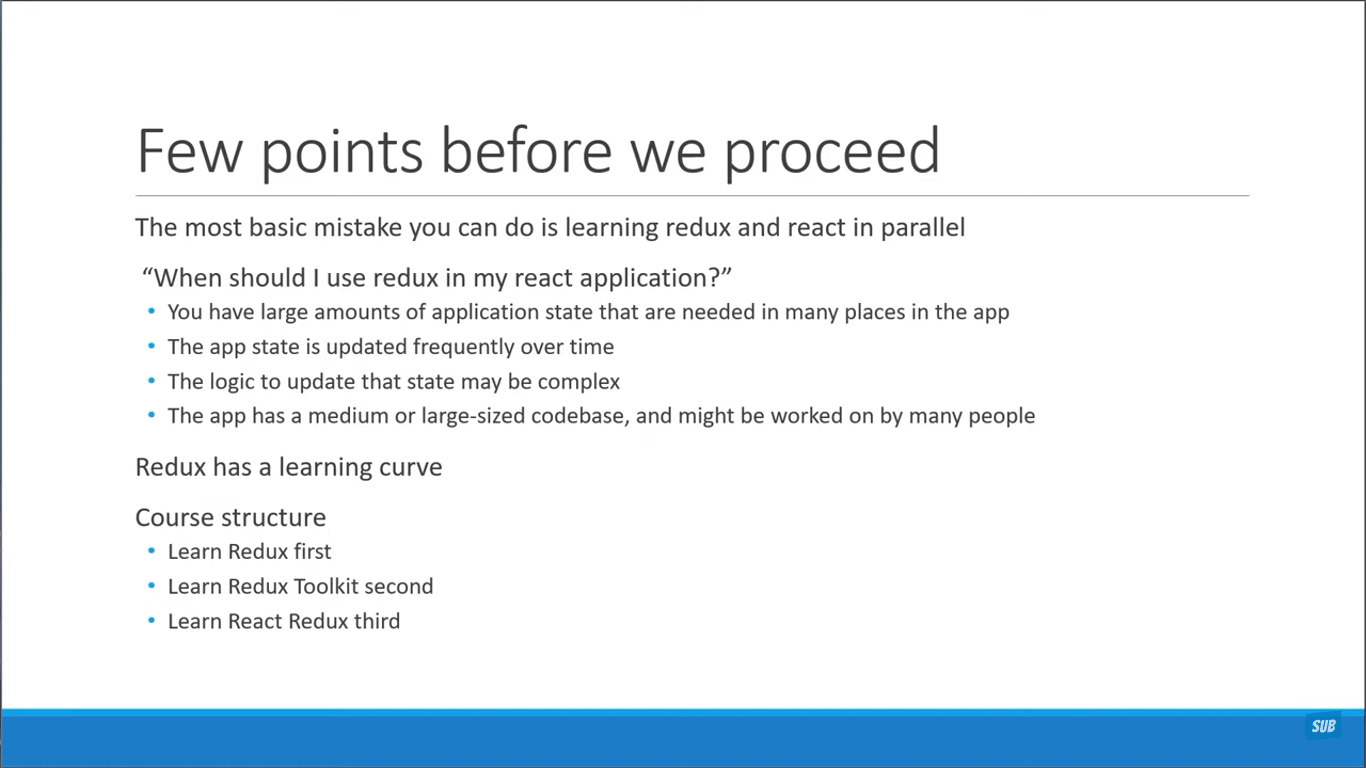 Few points before we proceed
The most basic mistake you can do is learning redux and react in parallel
“When should I use redux in my react application?”
• You have large amounts of application state that are needed in many places in the app
• The app state is updated frequently over time
• The logic to update that state may be complex
• The app has a medium or large-sized codebase, and might be worked on by many people
Redux has a learning curve
Course structure
• Learn Redux first
• Learn Redux Toolkit second
• Learn React Redux third
SUB